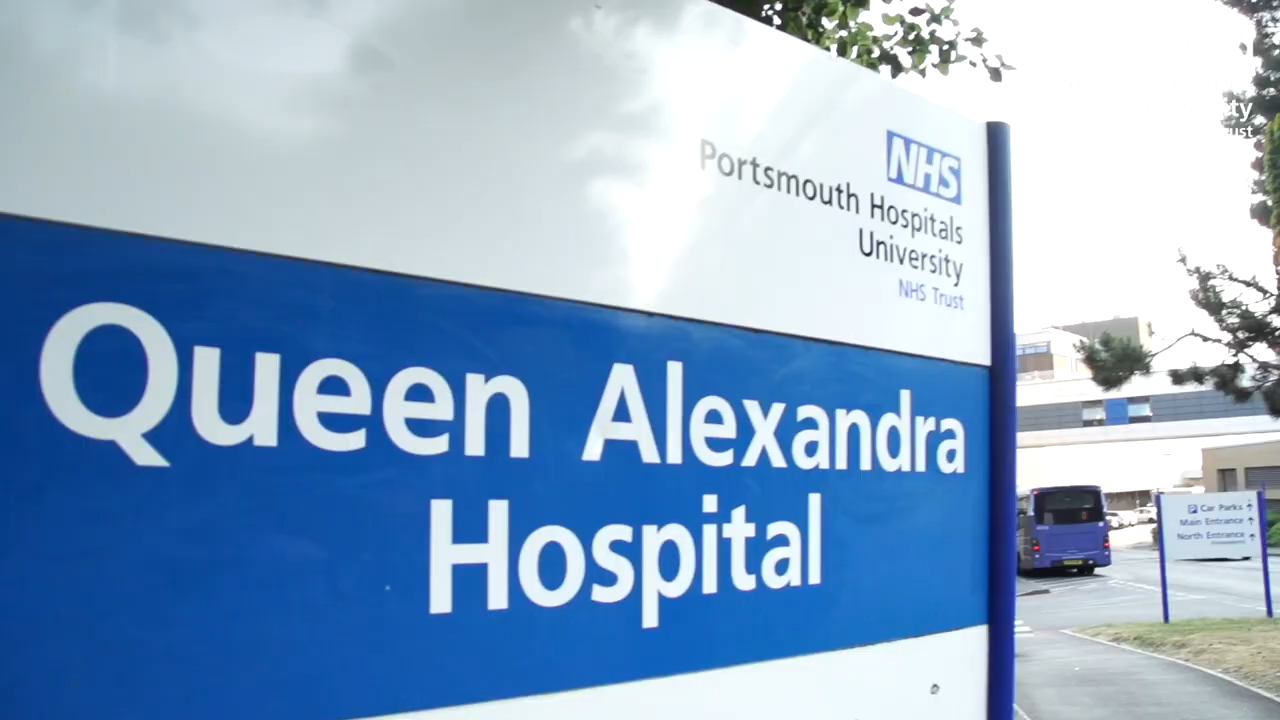 NHS
Portsmouth Hospitals
University
NHS Trust
Queen Alexandra
Hospital
P Car Parks ↑
Main Entrance ↑
North Entrance ↑